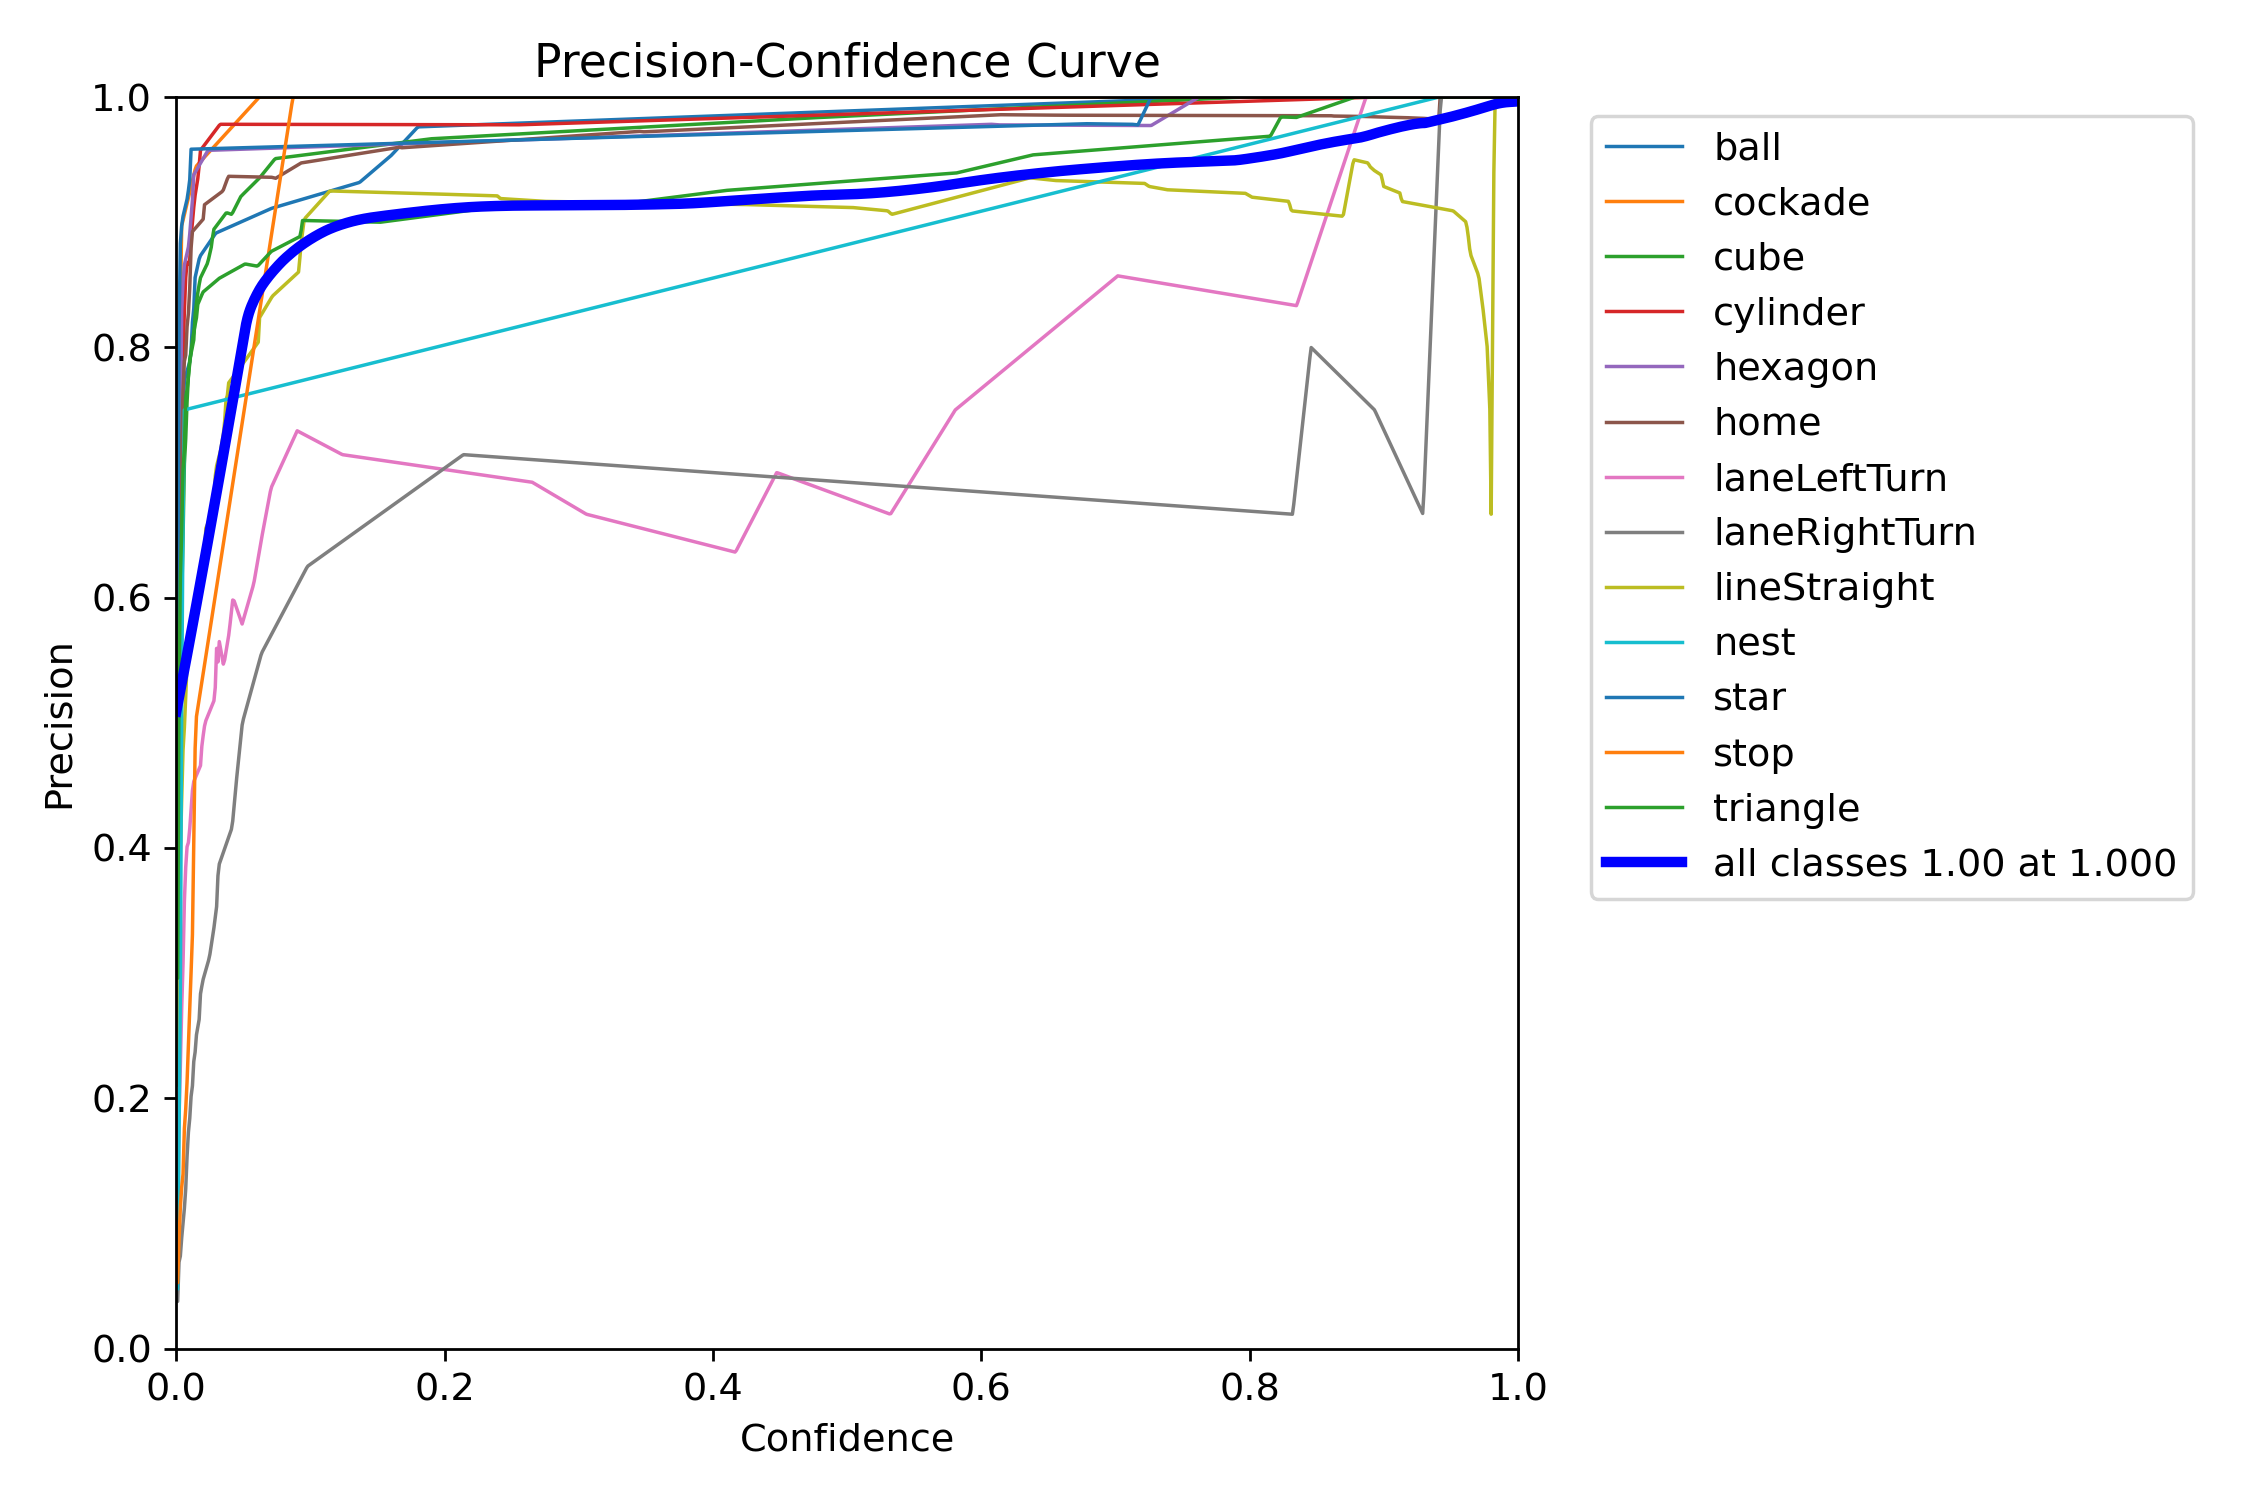 Precision-Confidence Curve
1.0
0.8
0.6
0.4
0.2
0.0
Precision
0.0 0.2 0.4 0.6 0.8 1.0
Confidence
ball
cockade
cube
cylinder
hexagon
home
laneLeftTurn
laneRightTurn
lineStraight
nest
star
stop
triangle
all classes 1.00 at 1.000